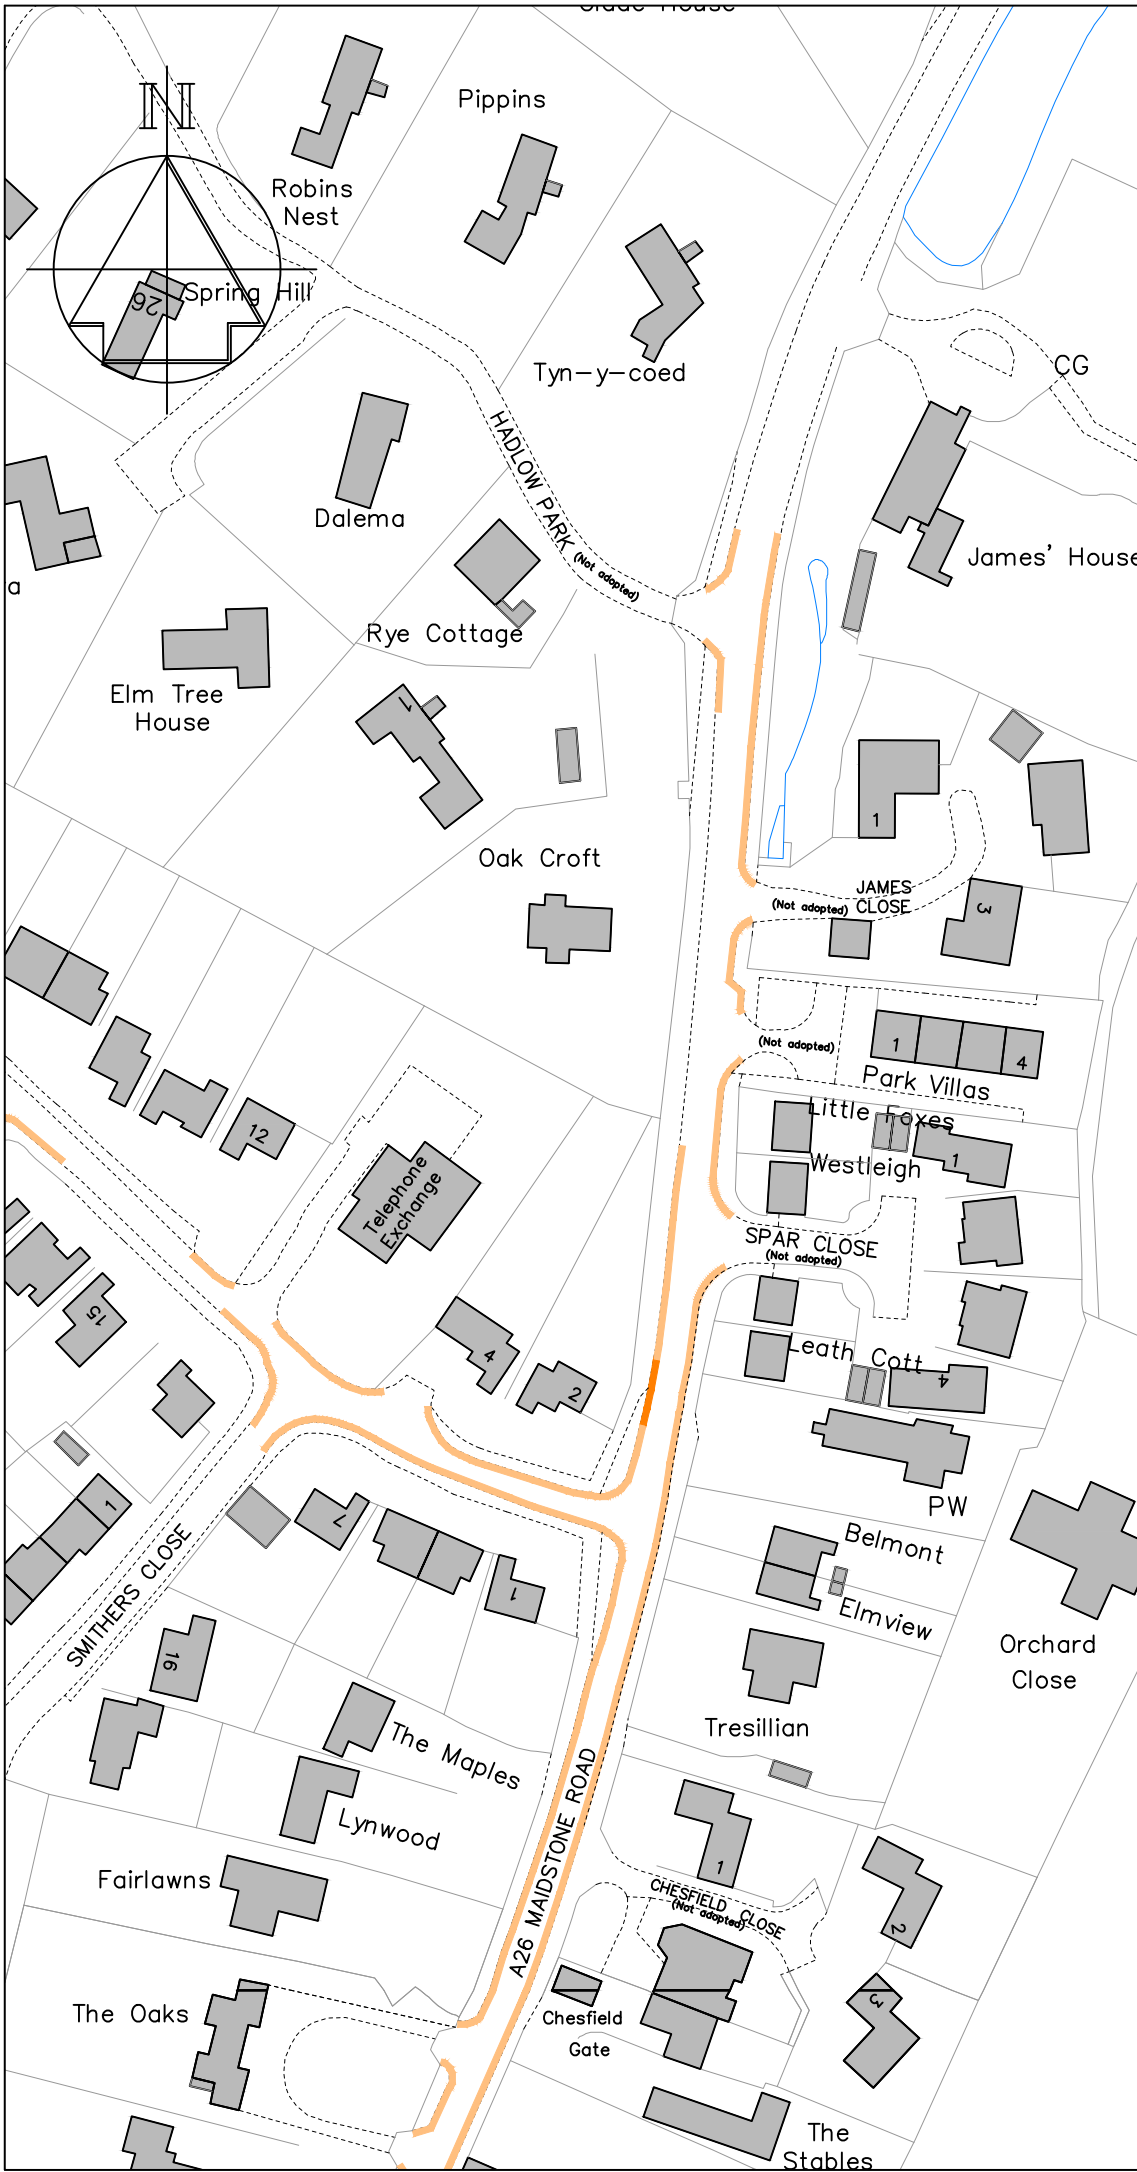 N
Pippins
Robins
Nest
Spring Hill
26
Tyn-y-coed
CG
HADLOW PARK (Not adopted)
Dalema
James' House
a
Rye Cottage
Elm Tree
House
1
1
Oak Croft
JAMES
CLOSE
(Not adopted)
3
(Not adopted)
1
4
Park Villas
Little Foxes
12
Westleigh
1
Telephone
Exchange
SPAR CLOSE
(Not adopted)
15
4
2
Leath Cott
4
PW
1
7
Belmont
SMITHERS CLOSE
1
Elmview
16
Orchard
Close
Tresillian
The Maples
Lynwood
A26 MAIDSTONE ROAD
1
Fairlawns
CHESFIELD CLOSE
(Not adopted)
2
The Oaks
3
Chesfield
Gate
The
Stables